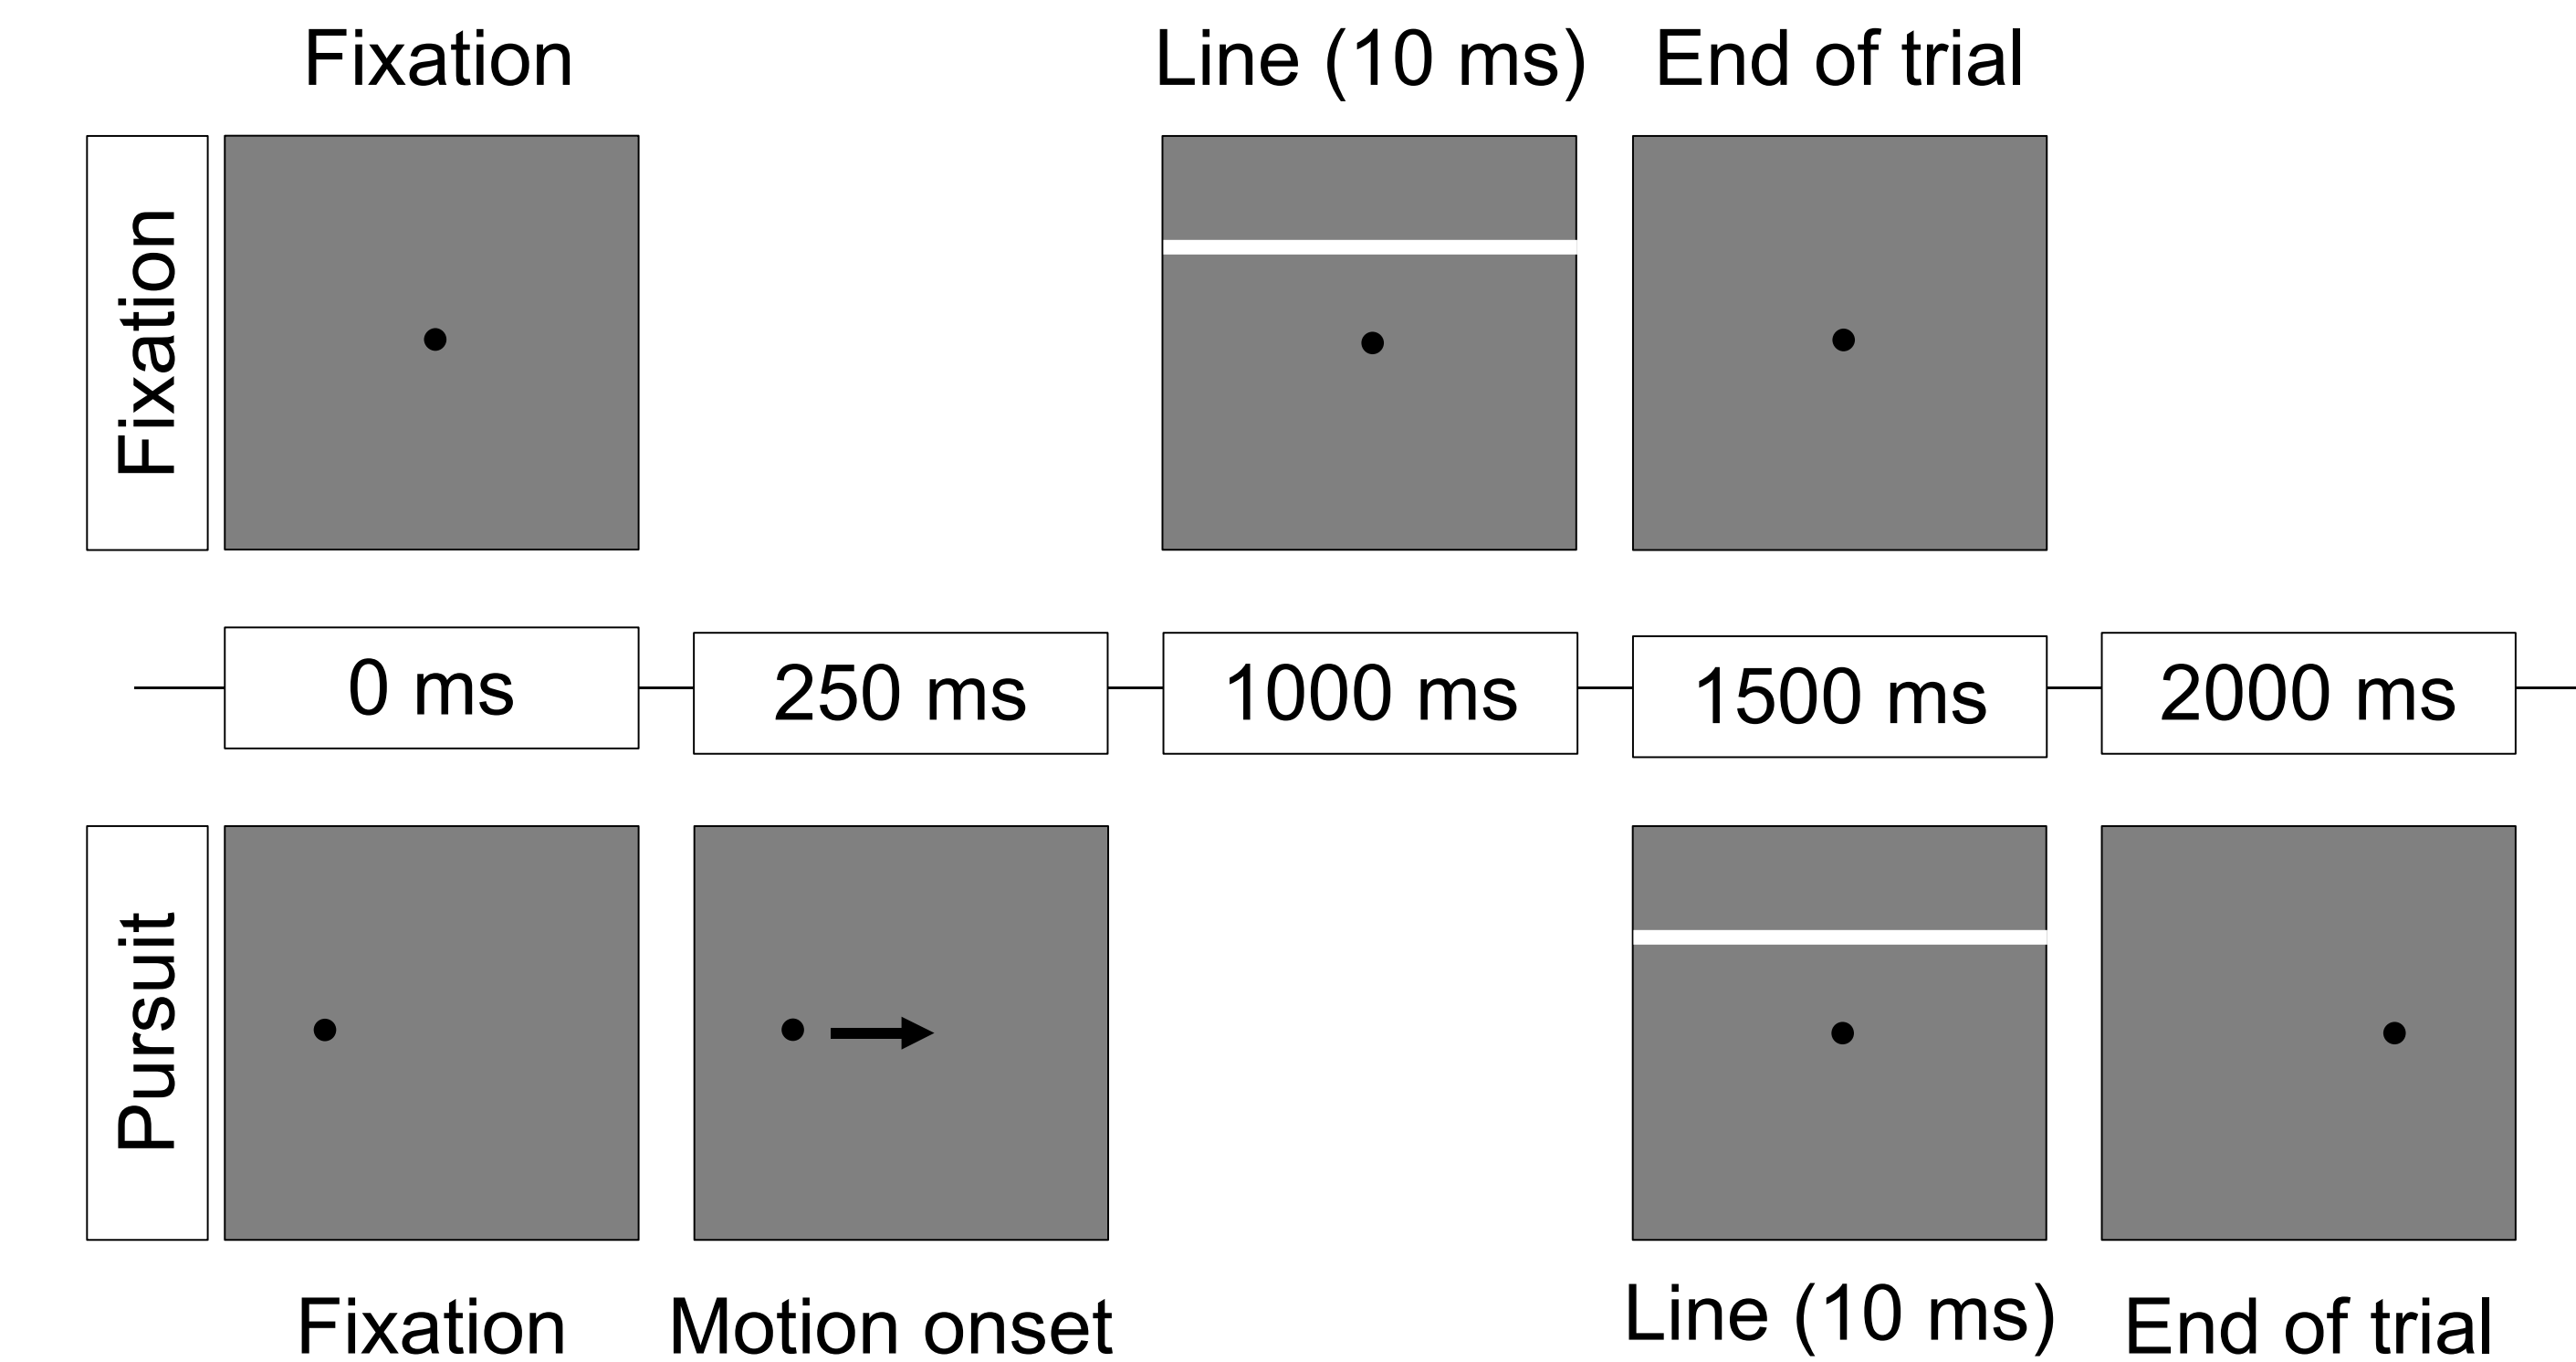 Fixation
Line (10 ms)
End of trial
Fixation
0 ms
250 ms
1000 ms
1500 ms
2000 ms
Pursuit
Fixation
Motion onset
Line (10 ms)
End of trial